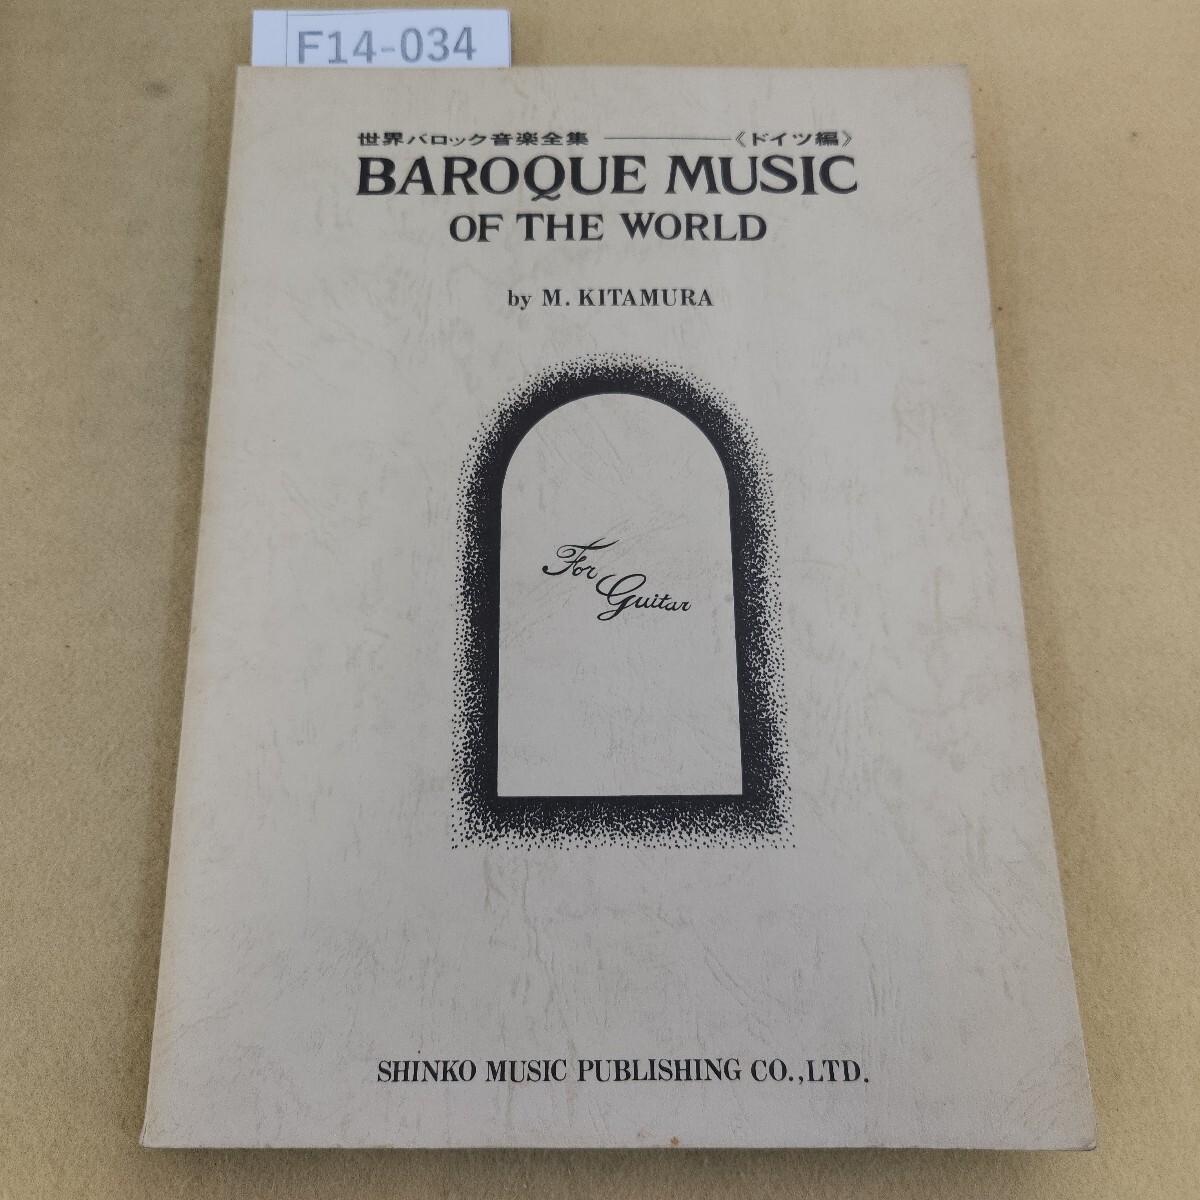 F14-034
世界バロック音楽全集 ―――― 《ドイツ編》
BAROQUE MUSIC
OF THE WORLD
by M. KITAMURA
For
Guitar
SHINKO MUSIC PUBLISHING CO.,LTD.